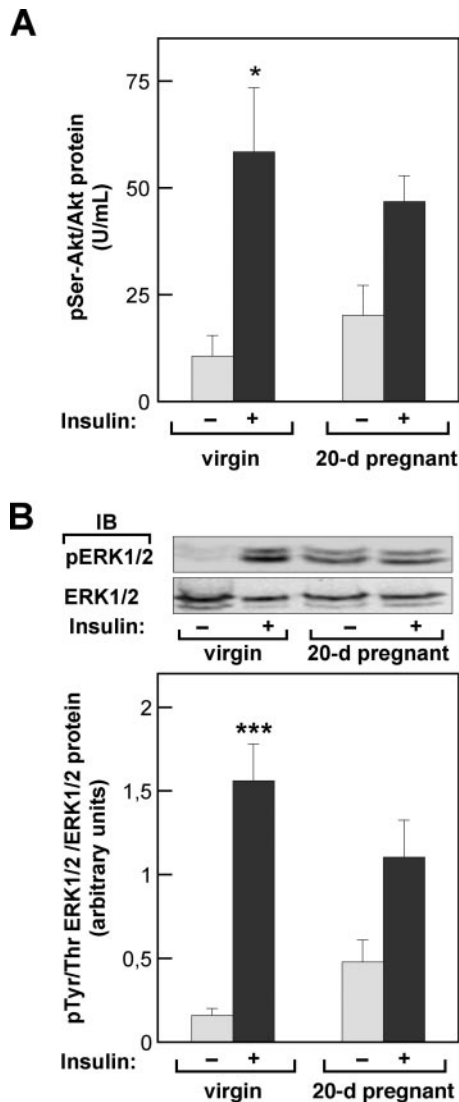 A
pSer-Akt/Akt protein
(U/mL)
75
*
50
25
0
Insulin: – + – +
virgin 20-d pregnant
B
IB
pERK1/2
ERK1/2
Insulin: – + – +
virgin 20-d pregnant
pTyr/Thr ERK1/2 /ERK1/2 protein
(arbitrary units)
2
***
1,5
1
0,5
0
Insulin: – + – +
virgin 20-d pregnant